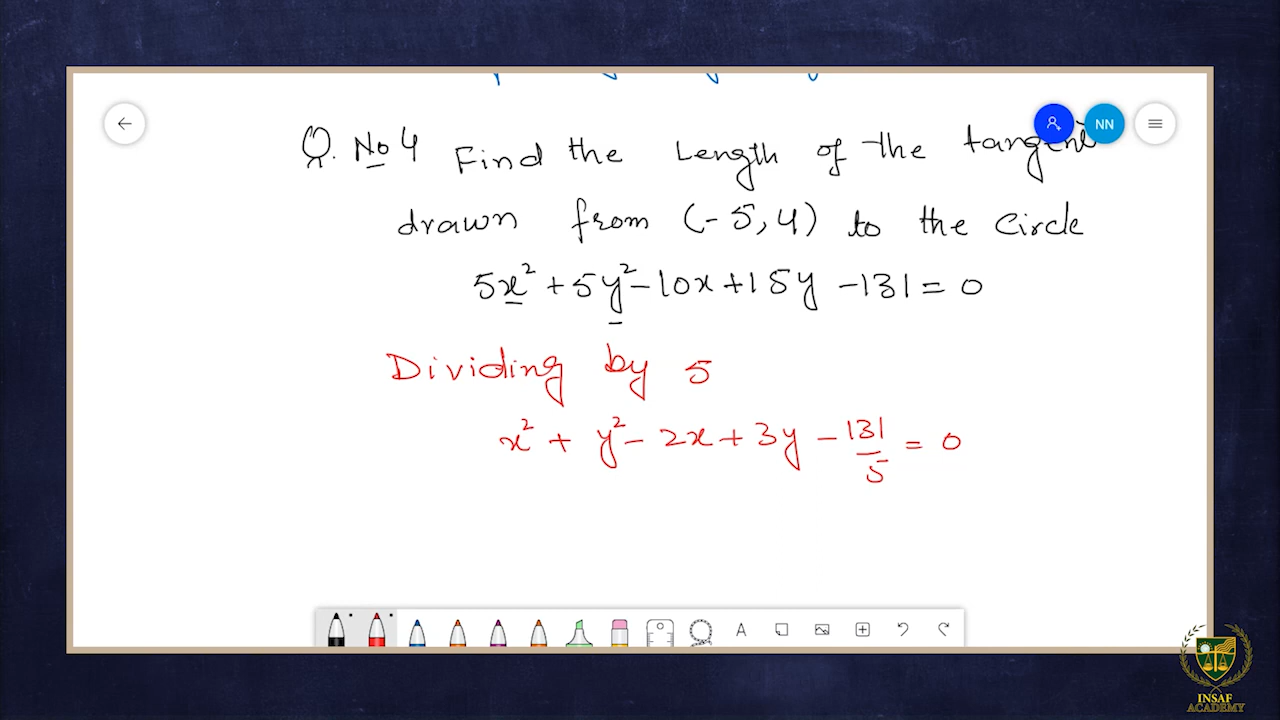 NN
Q. No 4 Find the Length of the tangent
drawn from (-5, 4) to the Circle
5x² + 5y² - 10x + 15y - 131 = 0
Dividing by 5
x² + y² - 2x + 3y - 131/5 = 0
A
INSAF
ACADEMY